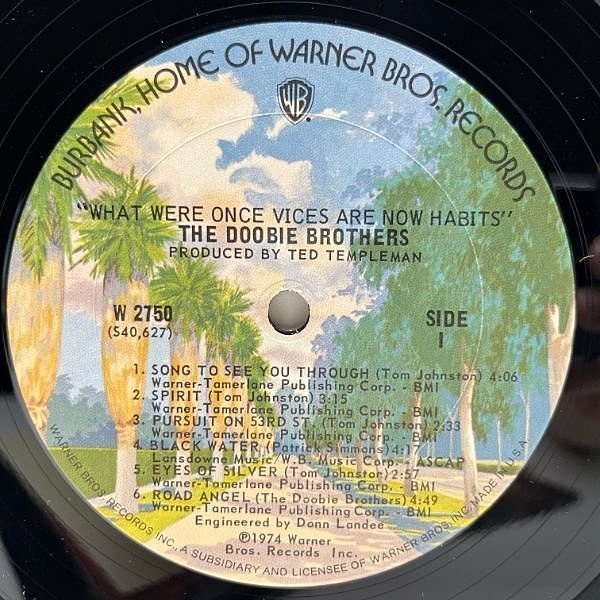 BURBANK, HOME OF WARNER BROS. RECORDS
WB
"WHAT WERE ONCE VICES ARE NOW HABITS"
THE DOOBIE BROTHERS
PRODUCED BY TED TEMPLEMAN
W 2750
(S40,627)
SIDE
1
1. SONG TO SEE YOU THROUGH (Tom Johnston) 4:06
Warner-Tamerlane Publishing Corp. - BMI
2. SPIRIT (Tom Johnston) 3:15
Warner-Tamerlane Publishing Corp. - BMI
3. PURSUIT ON 53RD ST. (Tom Johnston) 2:33
Warner-Tamerlane Publishing Corp. - BMI
4. BLACK WATER (Patrick Simmons) 4:17
Lansdowne Music/W.B. Music Corp. - ASCAP
5. EYES OF SILVER (Tom Johnston) 2:57
Warner-Tamerlane Publishing Corp. - BMI
6. ROAD ANGEL (The Doobie Brothers) 4:49
Warner-Tamerlane Publishing Corp. - BMI
Engineered by Donn Landee
℗1974 Warner
Bros. Records Inc.
WARNER BROS. RECORDS INC., A SUBSIDIARY AND LICENSEE OF WARNER BROS. INC. MADE IN U.S.A.